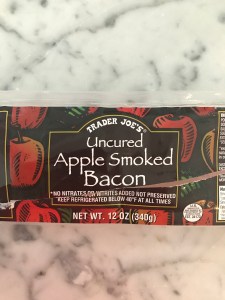 TRADER JOE'S
Uncured
Apple Smoked
Bacon
*NO NITRATES OR NITRITES ADDED NOT PRESERVED
KEEP REFRIGERATED BELOW 40°F AT ALL TIMES
NET WT. 12 OZ (340g)